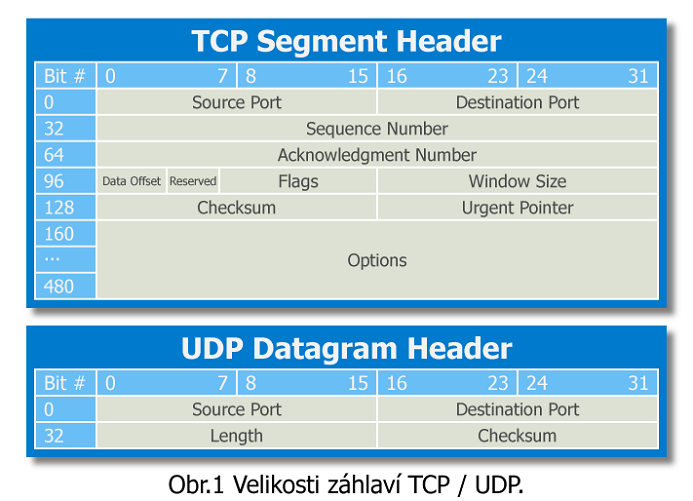 TCP Segment Header
Bit # 0 7 8 15 16 23 24 31
0 Source Port Destination Port
32 Sequence Number
64 Acknowledgment Number
96 Data Offset Reserved Flags Window Size
128 Checksum Urgent Pointer
160
... Options
480
UDP Datagram Header
Bit # 0 7 8 15 16 23 24 31
0 Source Port Destination Port
32 Length Checksum
Obr.1 Velikosti záhlaví TCP / UDP.